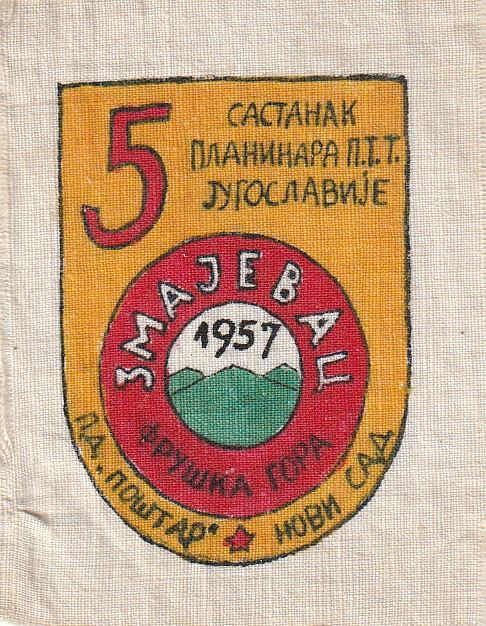 5
САСТАНАК
ПЛАНИНАРА П.Т.Т.
ЈУГОСЛАВИЈЕ
ЗМАЈЕВАЦ
1957
ФРУШКА ГОРА
П.Д. „ПОШТАР“ ★ НОВИ САД